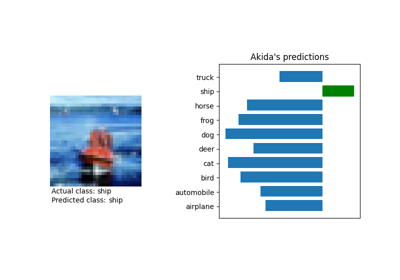 Akida's predictions
truck
ship
horse
frog
dog
deer
cat
bird
automobile
airplane
Actual class: ship
Predicted class: ship